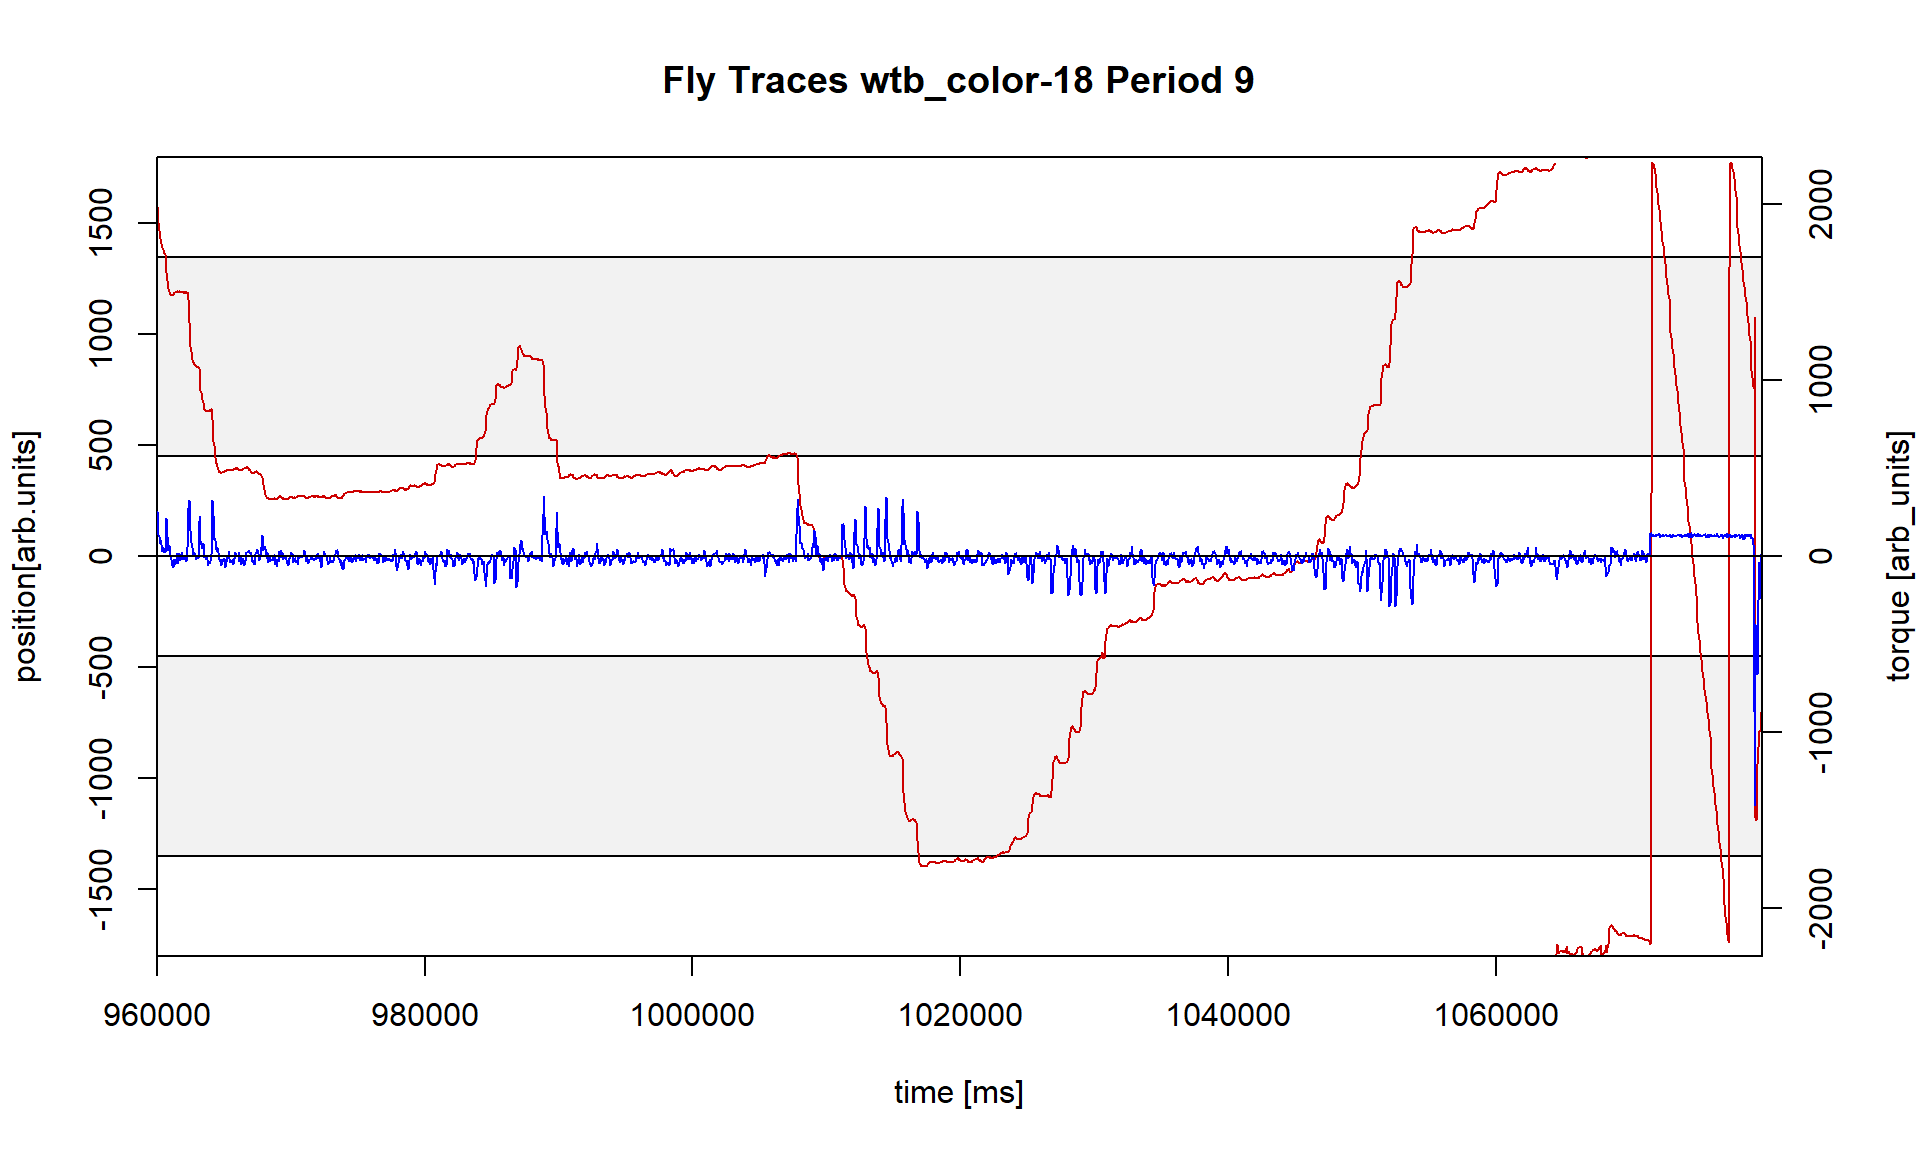 Fly Traces wtb_color-18 Period 9
position[arb.units]
1500
1000
500
0
-500
-1000
-1500
2000
1000
0
-1000
-2000
torque [arb_units]
960000 980000 1000000 1020000 1040000 1060000
time [ms]